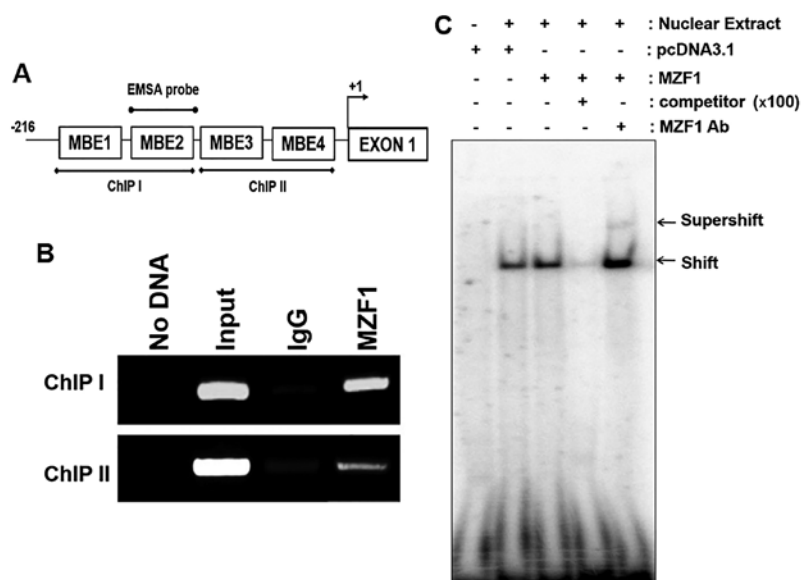 A
EMSA probe
+1
-216
MBE1 MBE2 MBE3 MBE4 EXON 1
ChIP I ChIP II
B
No DNA Input IgG MZF1
ChIP I
ChIP II
C
- + + + + : Nuclear Extract
+ + - - - : pcDNA3.1
- - + + + : MZF1
- - - + - : competitor (x100)
- - - - + : MZF1 Ab
Supershift
Shift